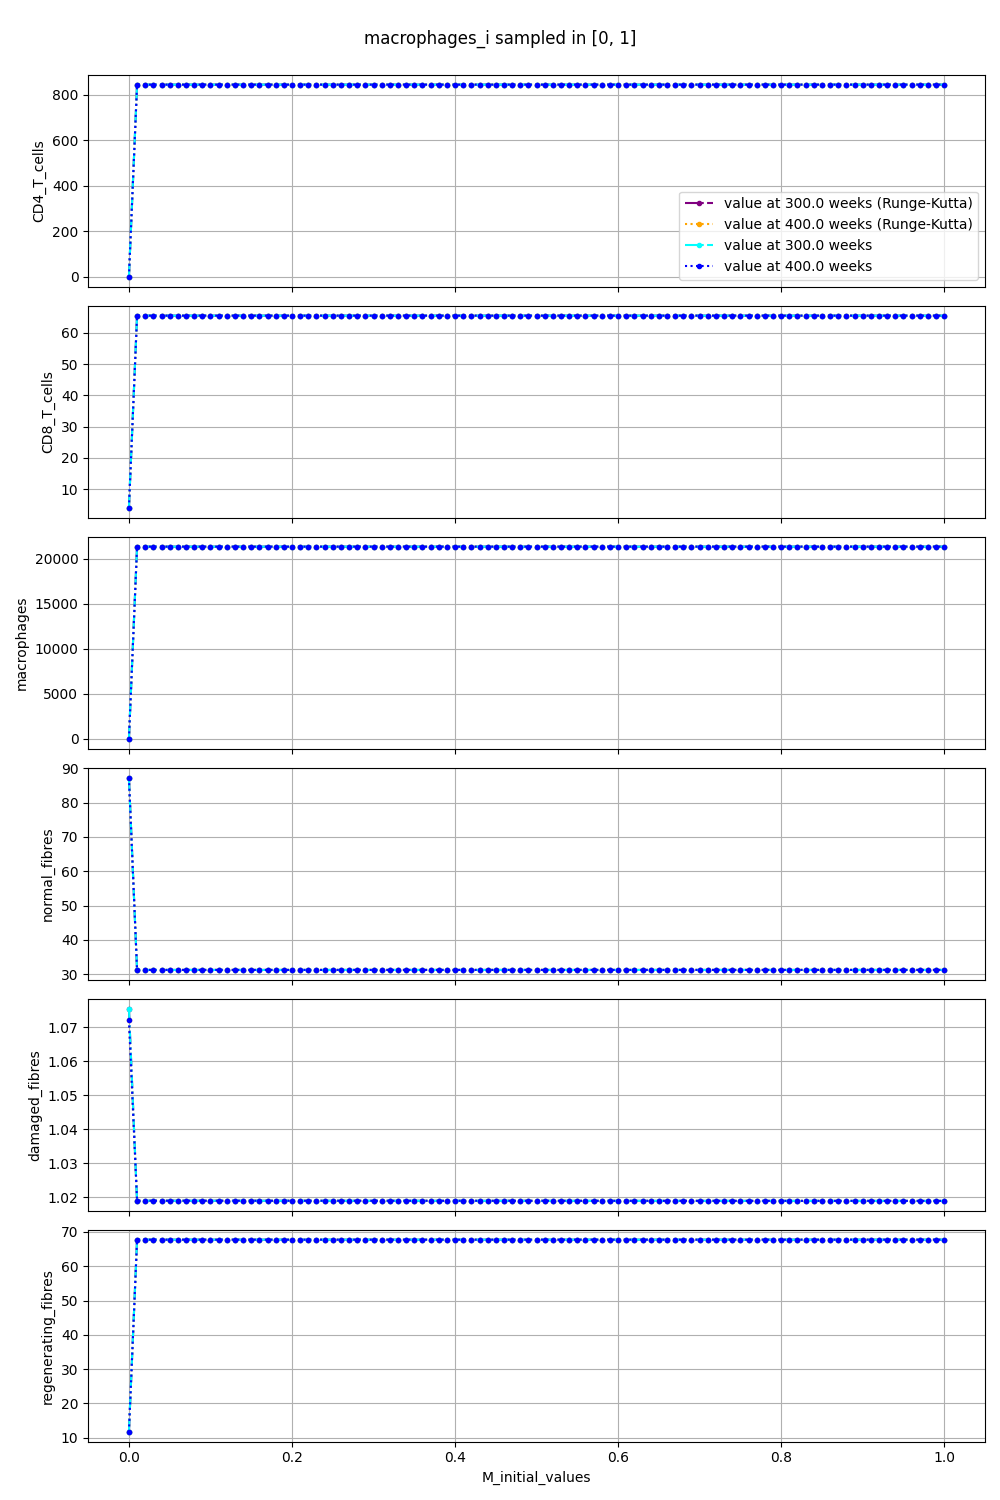 macrophages_i sampled in [0, 1]
800
600
400
200
0
CD4_T_cells
value at 300.0 weeks (Runge-Kutta)
value at 400.0 weeks (Runge-Kutta)
value at 300.0 weeks
value at 400.0 weeks
60
50
40
30
20
10
CD8_T_cells
20000
15000
10000
5000
0
macrophages
90
80
70
60
50
40
30
normal_fibres
1.07
1.06
1.05
1.04
1.03
1.02
damaged_fibres
70
60
50
40
30
20
10
regenerating_fibres
0.0 0.2 0.4 0.6 0.8 1.0
M_initial_values